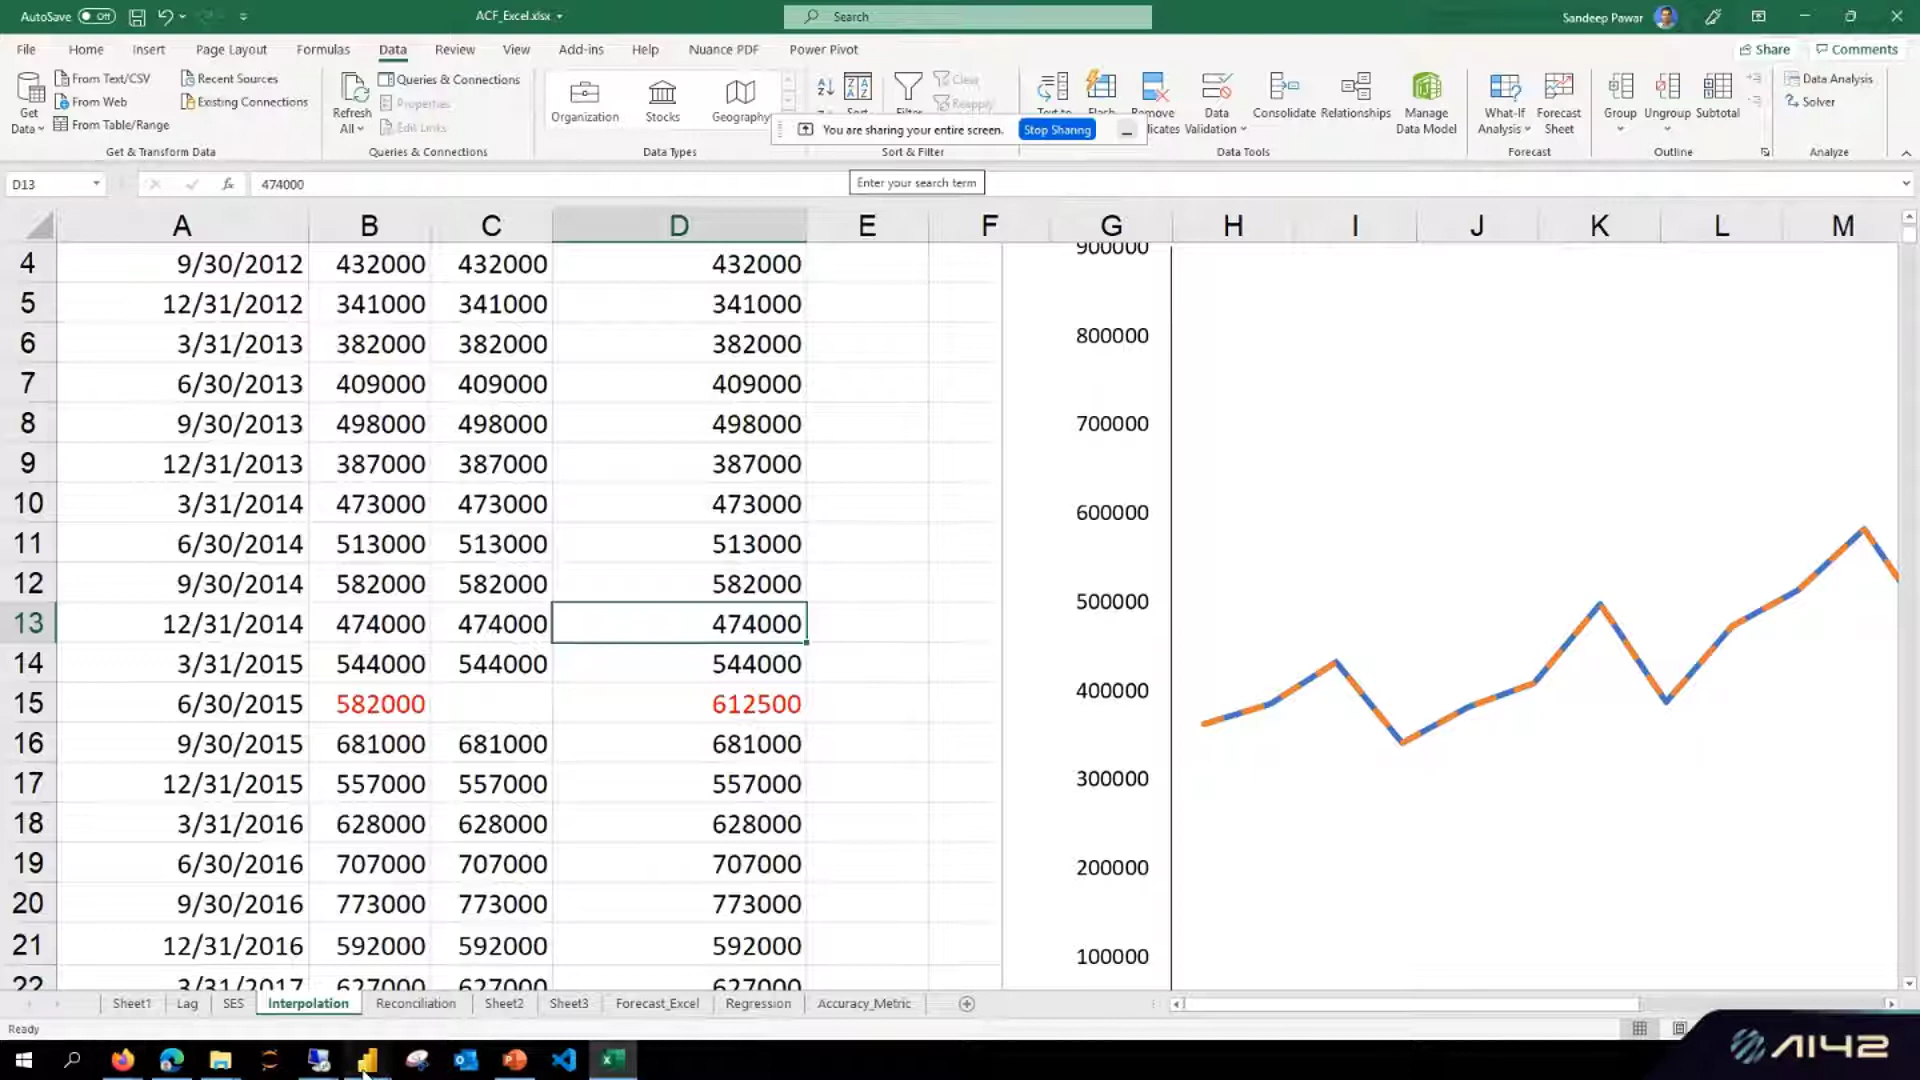 AutoSave Off ACF_Excel.xlsx Search Sandeep Pawar
File Home Insert Page Layout Formulas Data Review View Add-ins Help Nuance PDF Power Pivot Share Comments
Get Data
From Text/CSV
From Web
From Table/Range
Recent Sources
Existing Connections
Get & Transform Data
Refresh All
Queries & Connections
Properties
Edit Links
Queries & Connections
Organization Stocks Geography
Data Types
Filter
Clear
Reapply
Sort & Filter
You are sharing your entire screen. Stop Sharing
Data Validation
Consolidate Relationships
Manage Data Model
Data Tools
What-If Analysis
Forecast Sheet
Forecast
Group Ungroup Subtotal
Outline
Data Analysis
Solver
Analyze
D13 fx 474000
Enter your search term
A B C D E F G H I J K L M
4 9/30/2012 432000 432000 432000
5 12/31/2012 341000 341000 341000
6 3/31/2013 382000 382000 382000
7 6/30/2013 409000 409000 409000
8 9/30/2013 498000 498000 498000
9 12/31/2013 387000 387000 387000
10 3/31/2014 473000 473000 473000
11 6/30/2014 513000 513000 513000
12 9/30/2014 582000 582000 582000
13 12/31/2014 474000 474000 474000
14 3/31/2015 544000 544000 544000
15 6/30/2015 582000 612500
16 9/30/2015 681000 681000 681000
17 12/31/2015 557000 557000 557000
18 3/31/2016 628000 628000 628000
19 6/30/2016 707000 707000 707000
20 9/30/2016 773000 773000 773000
21 12/31/2016 592000 592000 592000
22 3/31/2017 627000 627000 627000
900000
800000
700000
600000
500000
400000
300000
200000
100000
Sheet1 Lag SES Interpolation Reconciliation Sheet2 Sheet3 Forecast_Excel Regression Accuracy_Metric
Ready
AI42